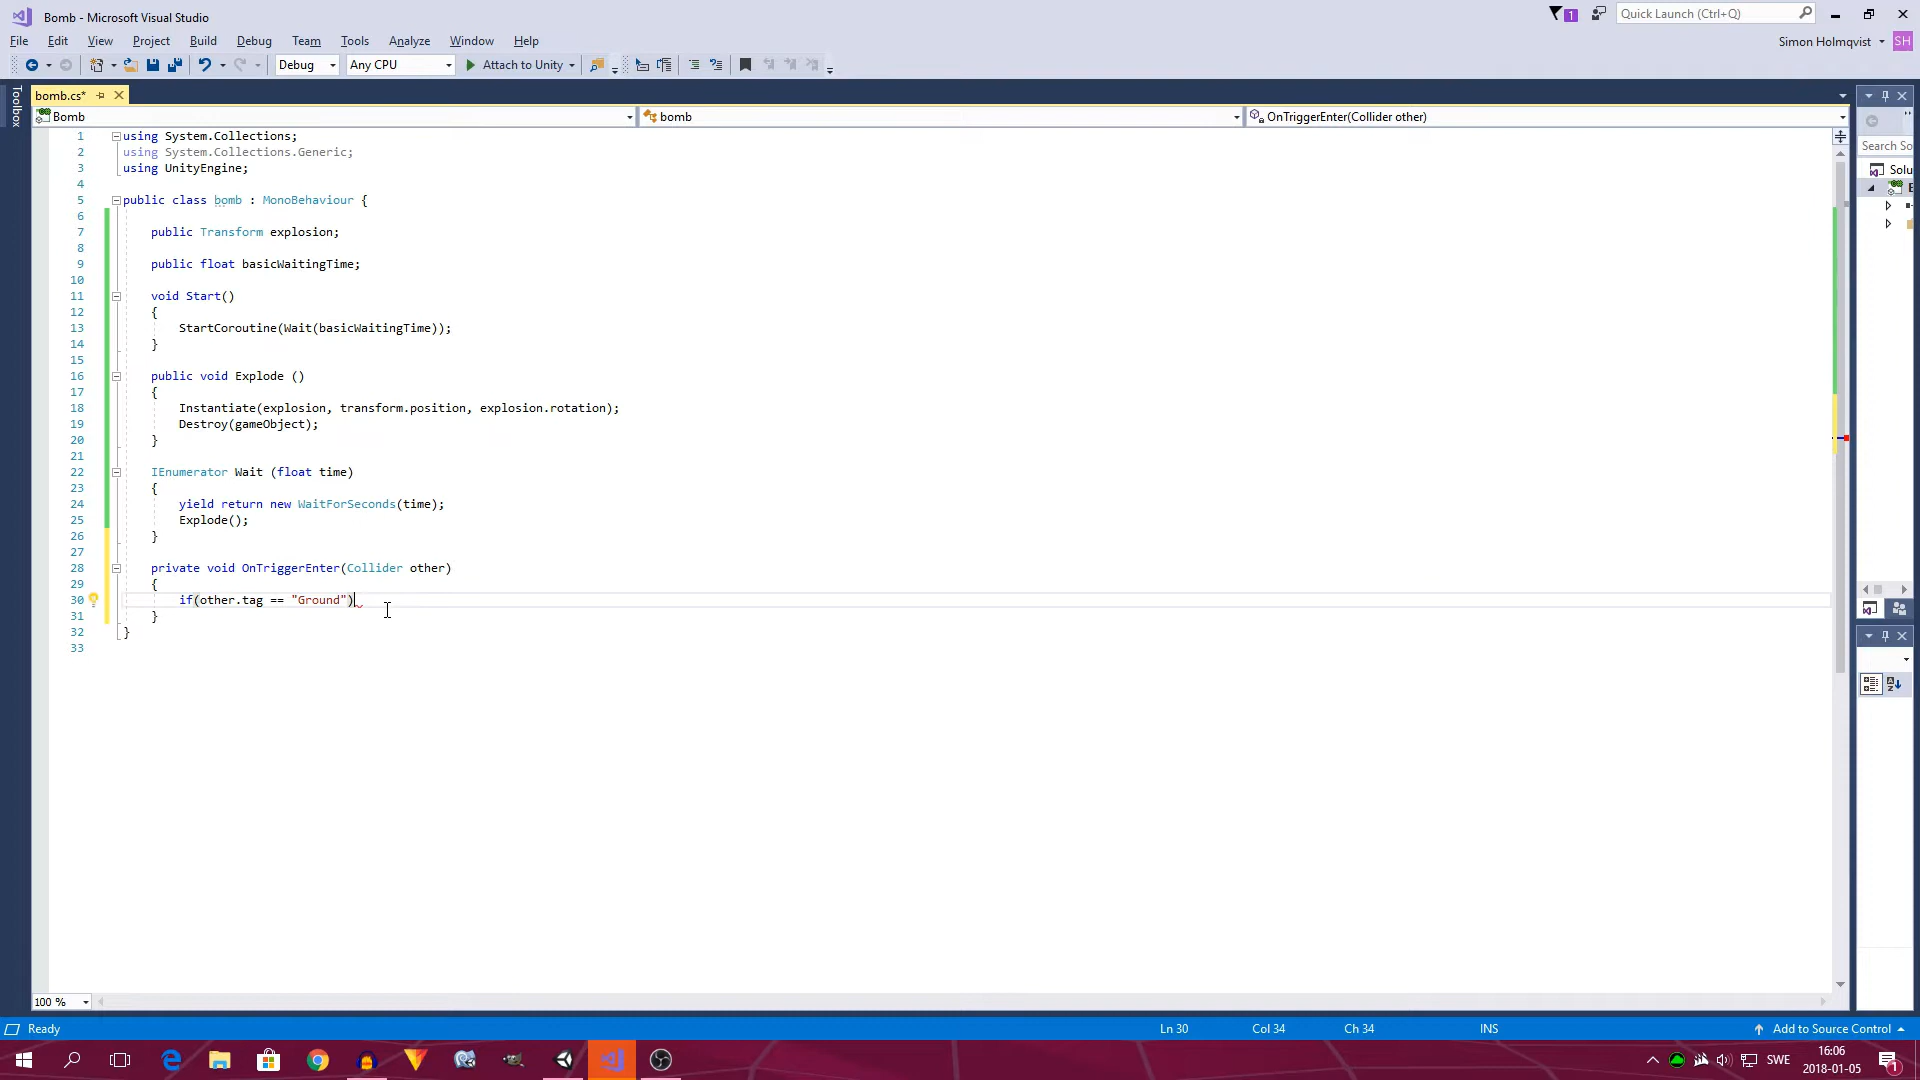 Bomb - Microsoft Visual Studio
1
Quick Launch (Ctrl+Q)
File Edit View Project Build Debug Team Tools Analyze Window Help
Simon Holmqvist SH
Debug Any CPU Attach to Unity
Toolbox
bomb.cs*
Bomb bomb OnTriggerEnter(Collider other)
1 using System.Collections;
2 using System.Collections.Generic;
3 using UnityEngine;
4
5 public class bomb : MonoBehaviour {
6
7 public Transform explosion;
8
9 public float basicWaitingTime;
10
11 void Start()
12 {
13 StartCoroutine(Wait(basicWaitingTime));
14 }
15
16 public void Explode ()
17 {
18 Instantiate(explosion, transform.position, explosion.rotation);
19 Destroy(gameObject);
20 }
21
22 IEnumerator Wait (float time)
23 {
24 yield return new WaitForSeconds(time);
25 Explode();
26 }
27
28 private void OnTriggerEnter(Collider other)
29 {
30 if(other.tag == "Ground")
31 }
32 }
33
Search So
Solu
100 %
Ready Ln 30 Col 34 Ch 34 INS Add to Source Control
SWE
16:06
2018-01-05
1